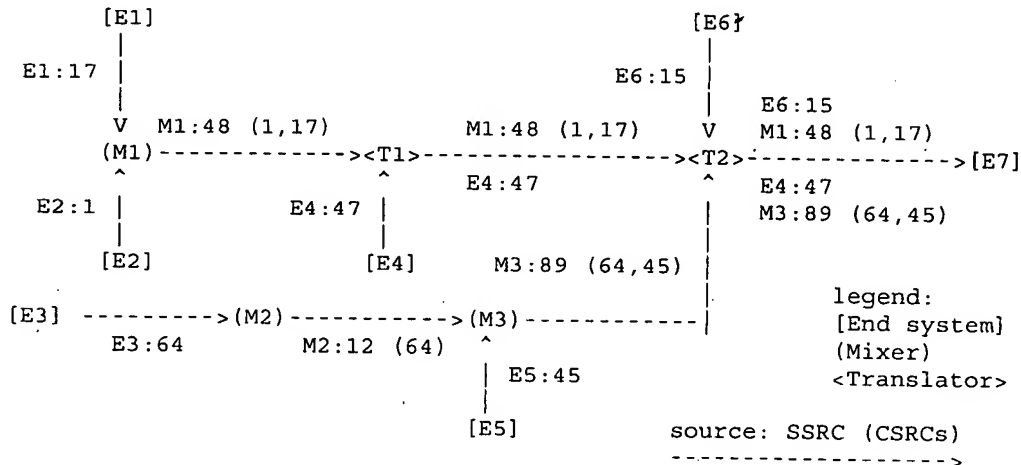 [E1] [E6]
E1:17 E6:15 E6:15
V M1:48 (1,17) M1:48 (1,17) V M1:48 (1,17)
(M1)------------><T1>-----------------><T2>-------------->[E7]
^ ^ E4:47 ^ E4:47
E2:1 E4:47 M3:89 (64,45)
[E2] [E4] M3:89 (64,45)
legend:
[E3] --------->(M2)----------->(M3)------------ [End system]
E3:64 M2:12 (64) ^ (Mixer)
E5:45 <Translator>
[E5] source: SSRC (CSRCs)
------------------->